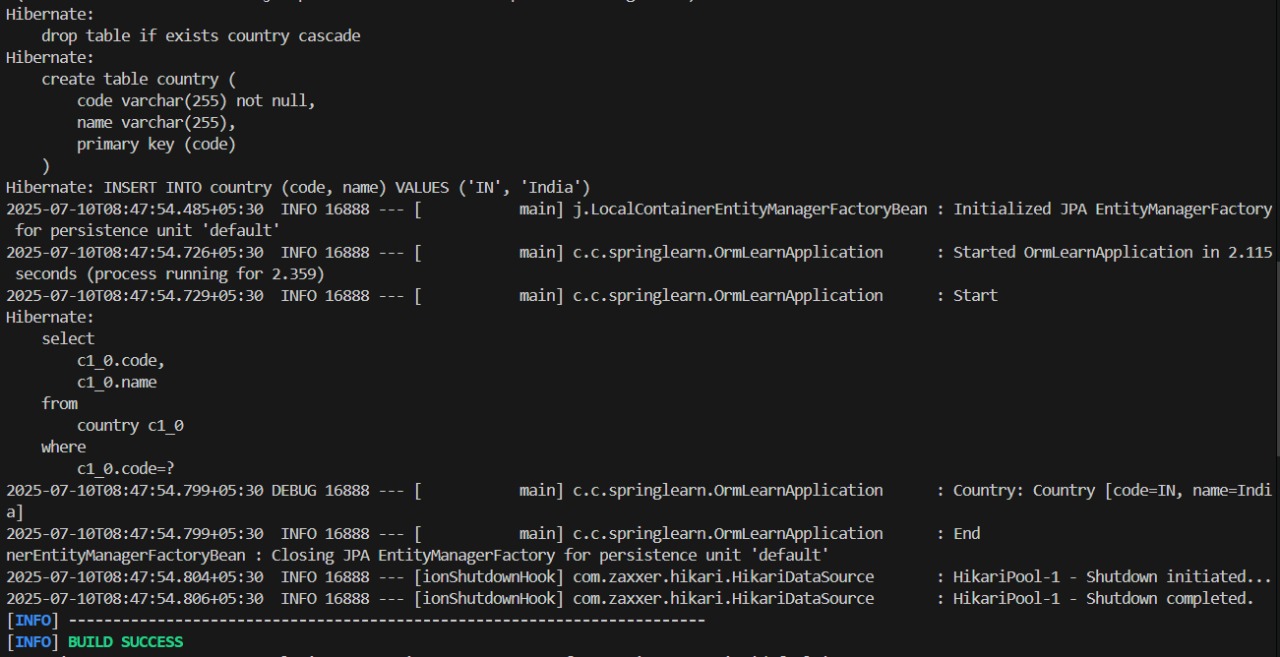 Hibernate:
    drop table if exists country cascade
Hibernate:
    create table country (
        code varchar(255) not null,
        name varchar(255),
        primary key (code)
    )
Hibernate: INSERT INTO country (code, name) VALUES ('IN', 'India')
2025-07-10T08:47:54.485+05:30  INFO 16888 --- [           main] j.LocalContainerEntityManagerFactoryBean : Initialized JPA EntityManagerFactory
 for persistence unit 'default'
2025-07-10T08:47:54.726+05:30  INFO 16888 --- [           main] c.c.springlearn.OrmLearnApplication      : Started OrmLearnApplication in 2.115
 seconds (process running for 2.359)
2025-07-10T08:47:54.729+05:30  INFO 16888 --- [           main] c.c.springlearn.OrmLearnApplication      : Start
Hibernate:
    select
        c1_0.code,
        c1_0.name
    from
        country c1_0
    where
        c1_0.code=?
2025-07-10T08:47:54.799+05:30 DEBUG 16888 --- [           main] c.c.springlearn.OrmLearnApplication      : Country: Country [code=IN, name=Indi
a]
2025-07-10T08:47:54.799+05:30  INFO 16888 --- [           main] c.c.springlearn.OrmLearnApplication      : End
nerEntityManagerFactoryBean : Closing JPA EntityManagerFactory for persistence unit 'default'
2025-07-10T08:47:54.804+05:30  INFO 16888 --- [ionShutdownHook] com.zaxxer.hikari.HikariDataSource       : HikariPool-1 - Shutdown initiated...
2025-07-10T08:47:54.806+05:30  INFO 16888 --- [ionShutdownHook] com.zaxxer.hikari.HikariDataSource       : HikariPool-1 - Shutdown completed.
[INFO] ------------------------------------------------------------------------
[INFO] BUILD SUCCESS